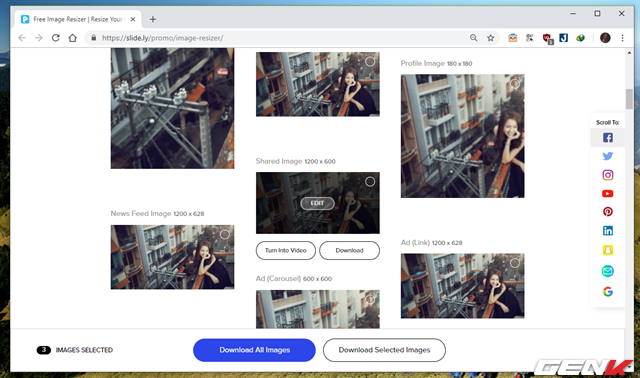 Free Image Resizer | Resize Your
https://slide.ly/promo/image-resizer/
Profile Image 180 x 180
Scroll To:
Shared Image 1200 x 600
EDIT
Turn Into Video
Download
News Feed Image 1200 x 628
Ad (Link) 1200 x 628
Ad (Carousel) 600 x 600
3 IMAGES SELECTED
Download All Images
Download Selected Images
GENK